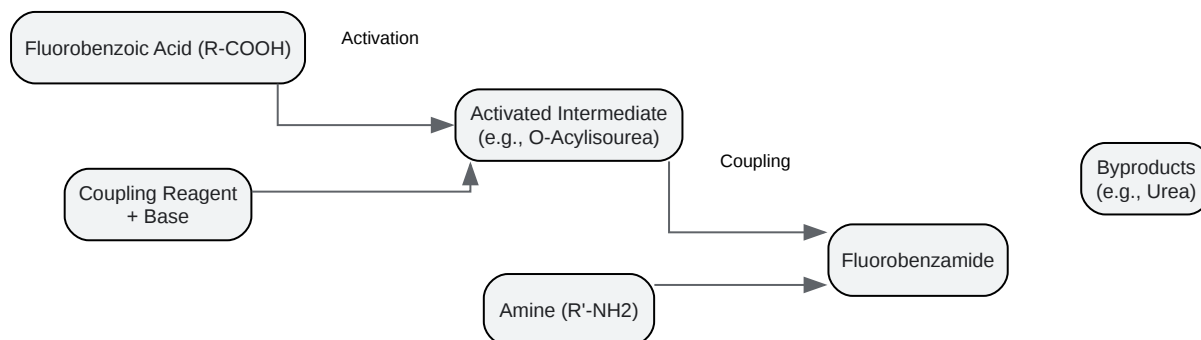 Fluorobenzoic Acid (R-COOH)
Activation
Activated Intermediate
(e.g., O-Acylisourea)
Coupling Reagent
+ Base
Coupling
Byproducts
(e.g., Urea)
Fluorobenzamide
Amine (R'-NH2)